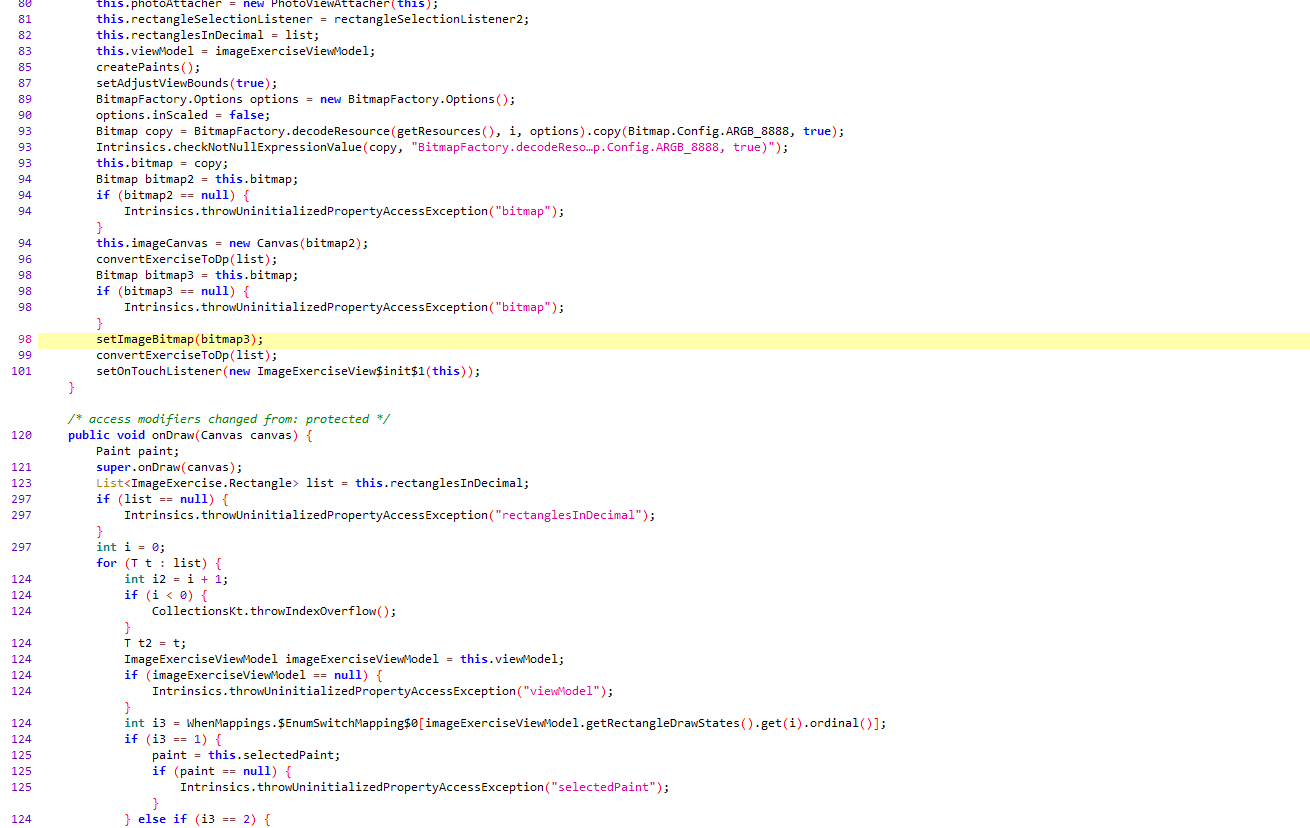 80 this.photoAttacher = new PhotoViewAttacher(this);
81 this.rectangleSelectionListener = rectangleSelectionListener2;
82 this.rectanglesInDecimal = list;
83 this.viewModel = imageExerciseViewModel;
85 createPaints();
87 setAdjustViewBounds(true);
89 BitmapFactory.Options options = new BitmapFactory.Options();
90 options.inScaled = false;
93 Bitmap copy = BitmapFactory.decodeResource(getResources(), i, options).copy(Bitmap.Config.ARGB_8888, true);
93 Intrinsics.checkNotNullExpressionValue(copy, "BitmapFactory.decodeReso…p.Config.ARGB_8888, true)");
93 this.bitmap = copy;
94 Bitmap bitmap2 = this.bitmap;
94 if (bitmap2 == null) {
94 Intrinsics.throwUninitializedPropertyAccessException("bitmap");
}
94 this.imageCanvas = new Canvas(bitmap2);
96 convertExerciseToDp(list);
98 Bitmap bitmap3 = this.bitmap;
98 if (bitmap3 == null) {
98 Intrinsics.throwUninitializedPropertyAccessException("bitmap");
}
98 setImageBitmap(bitmap3);
99 convertExerciseToDp(list);
101 setOnTouchListener(new ImageExerciseView$init$1(this));
}
/* access modifiers changed from: protected */
120 public void onDraw(Canvas canvas) {
Paint paint;
121 super.onDraw(canvas);
123 List<ImageExercise.Rectangle> list = this.rectanglesInDecimal;
297 if (list == null) {
297 Intrinsics.throwUninitializedPropertyAccessException("rectanglesInDecimal");
}
297 int i = 0;
for (T t : list) {
124 int i2 = i + 1;
124 if (i < 0) {
124 CollectionsKt.throwIndexOverflow();
}
124 T t2 = t;
124 ImageExerciseViewModel imageExerciseViewModel = this.viewModel;
124 if (imageExerciseViewModel == null) {
124 Intrinsics.throwUninitializedPropertyAccessException("viewModel");
}
124 int i3 = WhenMappings.$EnumSwitchMapping$0[imageExerciseViewModel.getRectangleDrawStates().get(i).ordinal()];
124 if (i3 == 1) {
125 paint = this.selectedPaint;
125 if (paint == null) {
125 Intrinsics.throwUninitializedPropertyAccessException("selectedPaint");
}
124 } else if (i3 == 2) {